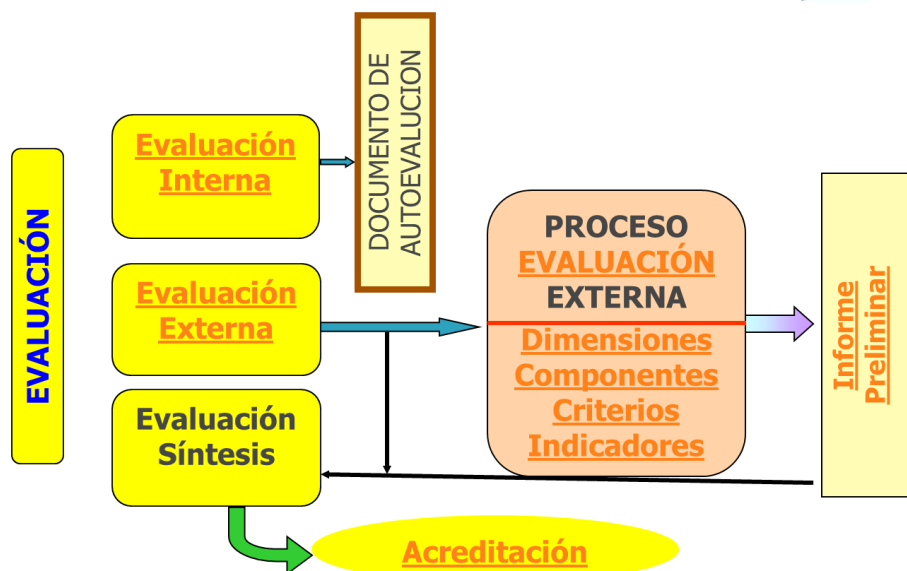 EVALUACIÓN
Evaluación
Interna
DOCUMENTO DE
AUTOEVALUCION
Evaluación
Externa
PROCESO
EVALUACIÓN
EXTERNA
Dimensiones
Componentes
Criterios
Indicadores
Informe
Preliminar
Evaluación
Síntesis
Acreditación